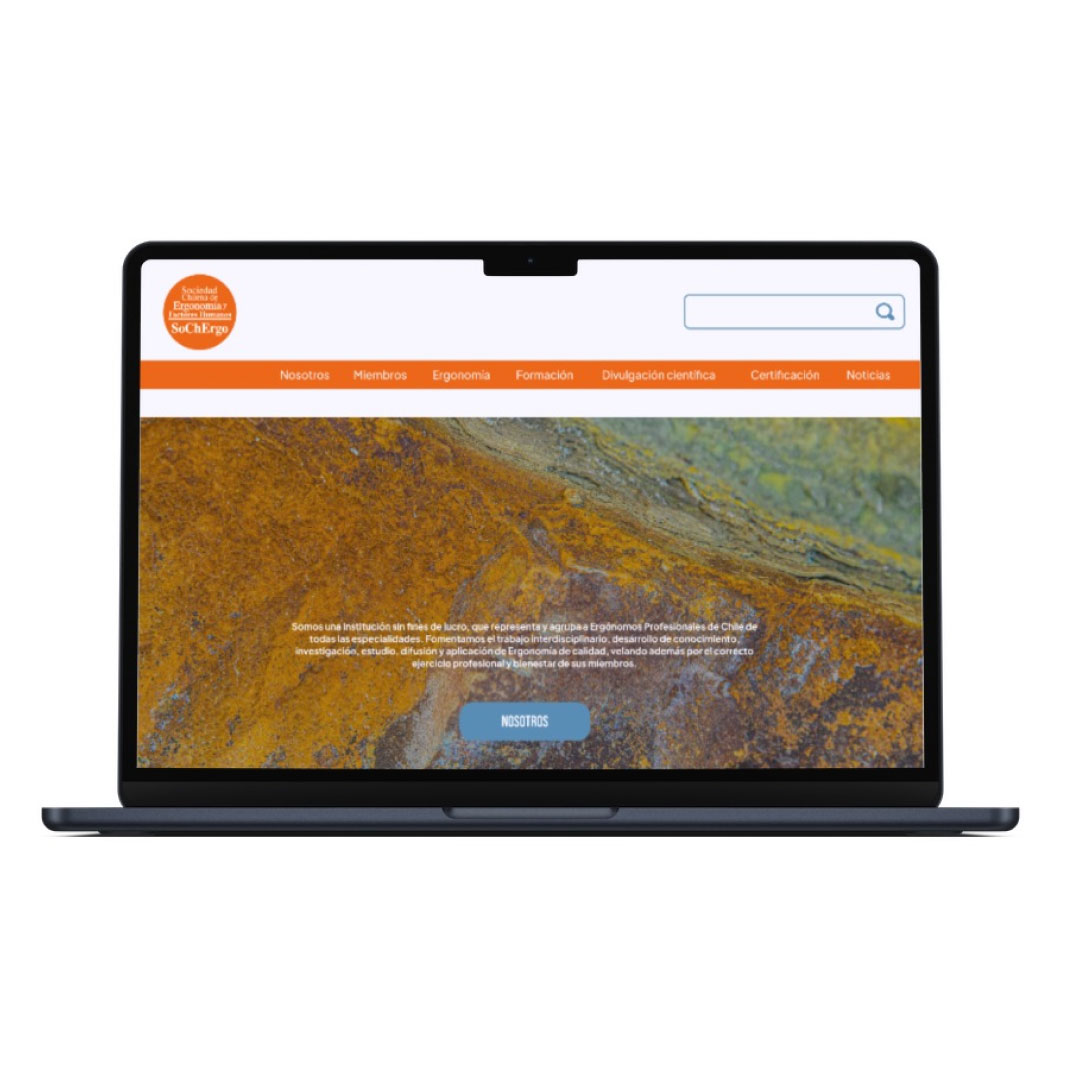 Sociedad
Chilena de
Ergonomía y
Factores Humanos
SoChErgo
Nosotros Miembros Ergonomía Formación Divulgación científica Certificación Noticias
Somos una Institución sin fines de lucro, que representa y agrupa a Ergónomos Profesionales de Chile de
todas las especialidades. Fomentamos el trabajo interdisciplinario, desarollo de conocimiento,
investigación, estudio, difusión y aplicación de Ergonomía de calidad, velando además por el correcto
ejercicio profesional y bienestar de sus miembros.
NOSOTROS